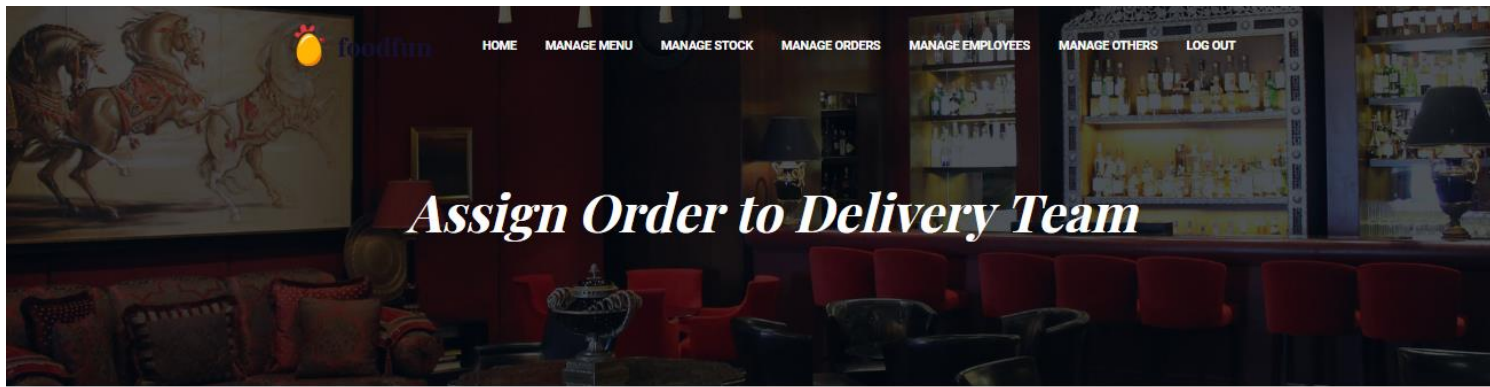 foodfun
HOME MANAGE MENU MANAGE STOCK MANAGE ORDERS MANAGE EMPLOYEES MANAGE OTHERS LOG OUT
Assign Order to Delivery Team